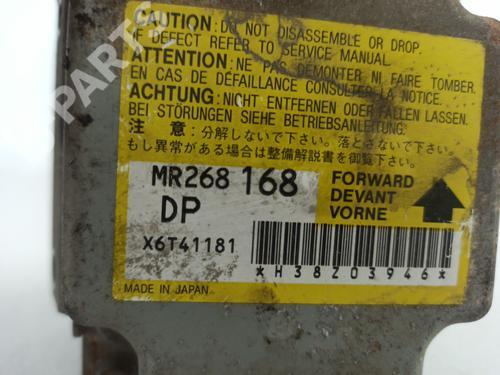 CAUTION: DO NOT DISASSEMBLE OR DROP.
IF DEFECT REFER TO SERVICE MANUAL.
ATTENTION: NE PAS DEMONTER NI FAIRE TOMBER.
EN CAS DE DÉFAILLANCE CONSULTER LA NOTICE.
ACHTUNG: NICHT ENTFERNEN ODER FALLEN LASSEN.
BEI STÖRUNGEN SIEHE BETRIEBSANLEITUNG.
注 意：分解しないで下さい。落とさないで下さい。
もし異常が有る場合は整備解説書を御覧下さい。
MR268168
DP
X6T41181
FORWARD
DEVANT
VORNE
*H38Z03946*
MADE IN JAPAN